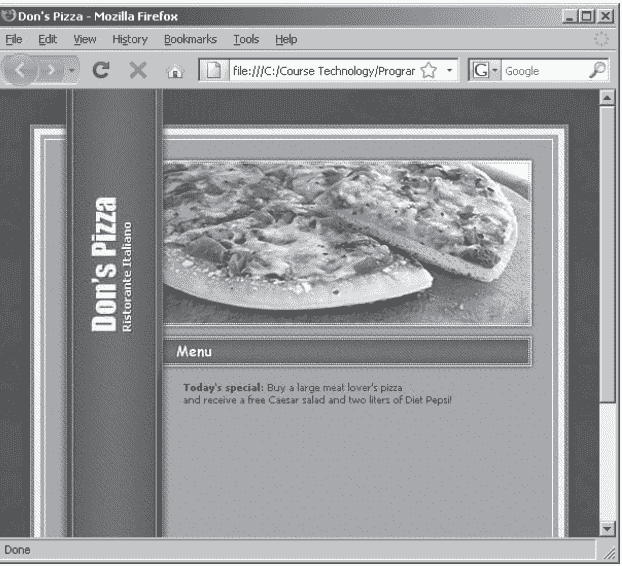 Don's Pizza - Mozilla Firefox
File Edit View History Bookmarks Tools Help
file:///C:/Course Technology/Prograr
G Google
Don's Pizza
Ristorante Italiano
Menu
Today's special: Buy a large meat lover's pizza
and receive a free Caesar salad and two liters of Diet Pepsi!
Done